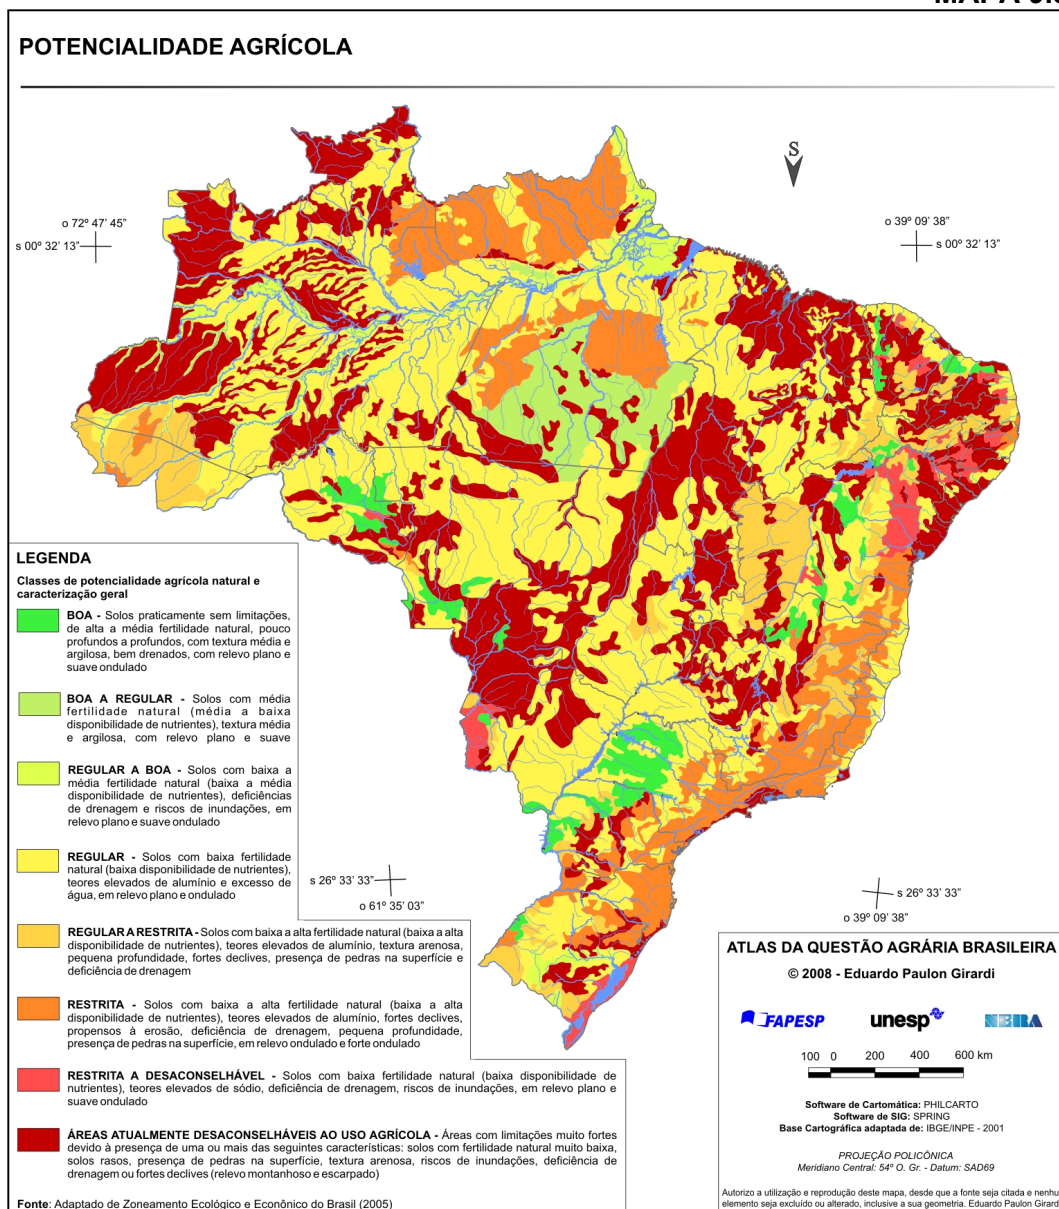 POTENCIALIDADE AGRÍCOLA
S
o 72º 47' 45"
s 00º 32' 13"
o 39º 09' 38"
s 00º 32' 13"
LEGENDA
Classes de potencialidade agrícola natural e
caracterização geral
BOA - Solos praticamente sem limitações,
de alta a média fertilidade natural, pouco
profundos a profundos, com textura média e
argilosa, bem drenados, com relevo plano e
suave ondulado
BOA A REGULAR - Solos com média
fertilidade natural (média a baixa
disponibilidade de nutrientes), textura média
e argilosa, com relevo plano e suave
REGULAR A BOA - Solos com baixa a
média fertilidade natural (baixa a média
disponibilidade de nutrientes), deficiências
de drenagem e riscos de inundações, em
relevo plano e suave ondulado
REGULAR - Solos com baixa fertilidade
natural (baixa disponibilidade de nutrientes),
teores elevados de alumínio e excesso de
água, em relevo plano e ondulado
s 26º 33' 33"
o 61º 35' 03"
s 26º 33' 33"
o 39º 09' 38"
REGULAR A RESTRITA - Solos com baixa a alta fertilidade natural (baixa a alta
disponibilidade de nutrientes), teores elevados de alumínio, textura arenosa,
pequena profundidade, fortes declives, presença de pedras na superfície e
deficiência de drenagem
RESTRITA - Solos com baixa a alta fertilidade natural (baixa a alta
disponibilidade de nutrientes), teores elevados de alumínio, fortes declives,
propensos à erosão, deficiência de drenagem, pequena profundidade,
presença de pedras na superfície, em relevo ondulado e forte ondulado
RESTRITA A DESACONSELHÁVEL - Solos com baixa fertilidade natural (baixa disponibilidade de
nutrientes), teores elevados de sódio, deficiência de drenagem, riscos de inundações, em relevo plano e
suave ondulado
ÁREAS ATUALMENTE DESACONSELHÁVEIS AO USO AGRÍCOLA - Áreas com limitações muito fortes
devido à presença de uma ou mais das seguintes características: solos com fertilidade natural muito baixa,
solos rasos, presença de pedras na superfície, textura arenosa, riscos de inundações, deficiência de
drenagem ou fortes declives (relevo montanhoso e escarpado)
Fonte: Adaptado de Zoneamento Ecológico e Econônico do Brasil (2005)
ATLAS DA QUESTÃO AGRÁRIA BRASILEIRA
© 2008 - Eduardo Paulon Girardi
FAPESP unesp NERA
100 0 200 400 600 km
Software de Cartomática: PHILCARTO
Software de SIG: SPRING
Base Cartográfica adaptada de: IBGE/INPE - 2001
PROJEÇÃO POLICÔNICA
Meridiano Central: 54º O. Gr. - Datum: SAD69
Autorizo a utilização e reprodução deste mapa, desde que a fonte seja citada e
elemento seja excluído ou alterado, inclusive a sua geometria. Eduardo Paulon